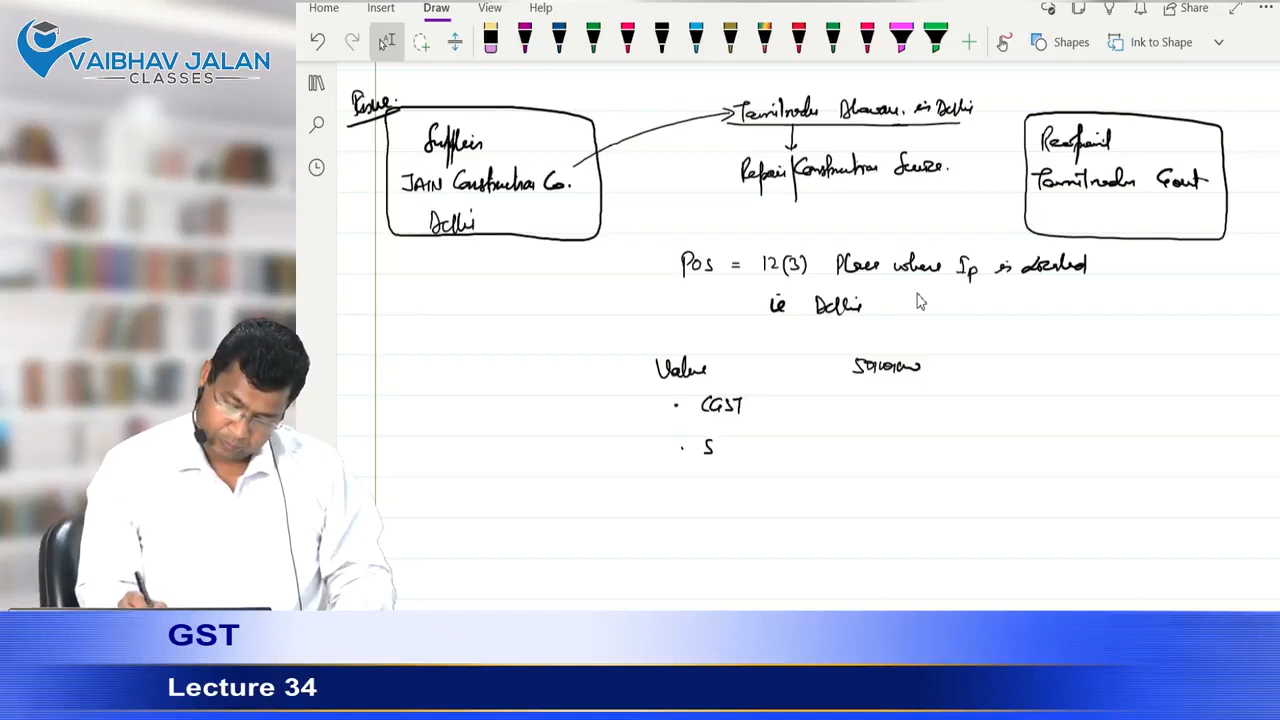 VAIBHAV JALAN
CLASSES
Home Insert Draw View Help
Share
Shapes
Ink to Shape
Issue.
Supplier
JAIN Construction Co.
Delhi
Tamilnadu Bhawan. in Delhi
Repair/Construction Service.
Recipient
Tamilnadu Govt
POS = 12(3) Place where Ip is located
ie Delhi
Value
• CGST
• S
GST
Lecture 34